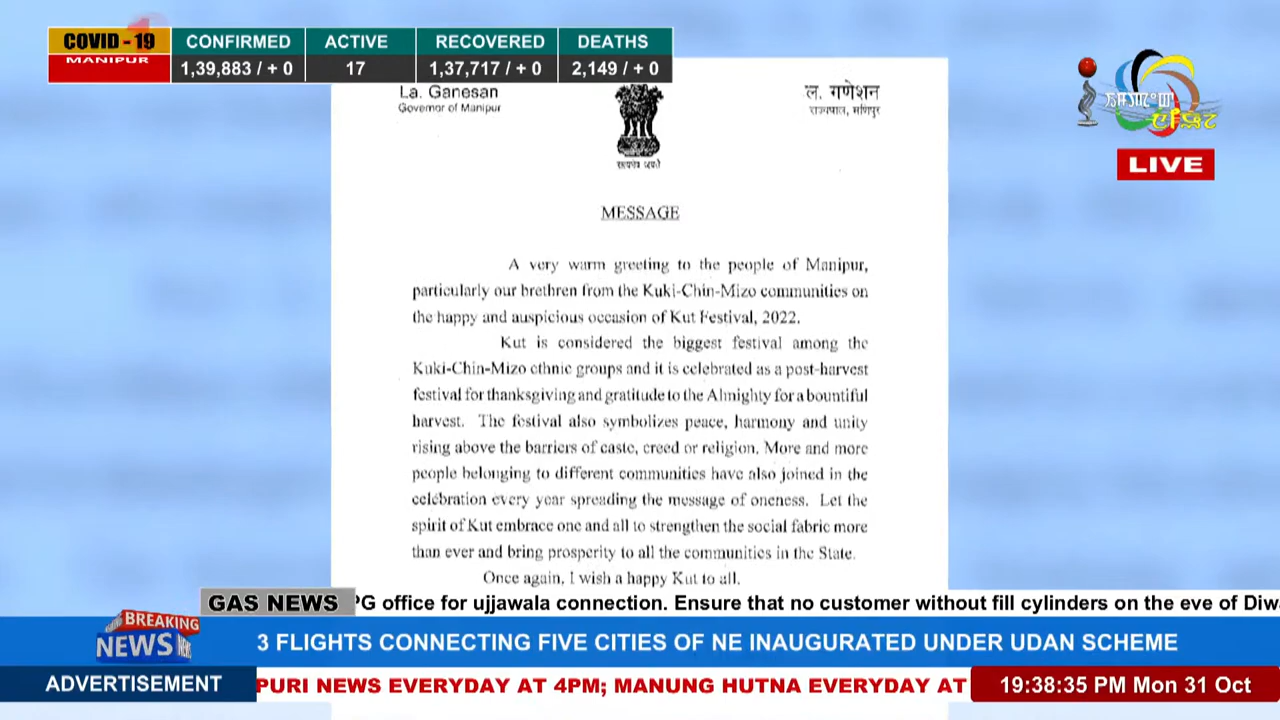 COVID - 19
MANIPUR
CONFIRMED ACTIVE RECOVERED DEATHS
1,39,883 / + 0 17 1,37,717 / + 0 2,149 / + 0
La. Ganesan
Governor of Manipur
ल. गणेशन
राज्यपाल, मणिपुर
सत्यमेव जयते
LIVE
MESSAGE
A very warm greeting to the people of Manipur,
particularly our brethren from the Kuki-Chin-Mizo communities on
the happy and auspicious occasion of Kut Festival, 2022.
Kut is considered the biggest festival among the
Kuki-Chin-Mizo ethnic groups and it is celebrated as a post-harvest
festival for thanksgiving and gratitude to the Almighty for a bountiful
harvest. The festival also symbolizes peace, harmony and unity
rising above the barriers of caste, creed or religion. More and more
people belonging to different communities have also joined in the
celebration every year spreading the message of oneness. Let the
spirit of Kut embrace one and all to strengthen the social fabric more
than ever and bring prosperity to all the communities in the State.
Once again, I wish a happy Kut to all.
GAS NEWS PG office for ujjawala connection. Ensure that no customer without fill cylinders on the eve of Diw
BREAKING
NEWS
3 FLIGHTS CONNECTING FIVE CITIES OF NE INAUGURATED UNDER UDAN SCHEME
ADVERTISEMENT PURI NEWS EVERYDAY AT 4PM; MANUNG HUTNA EVERYDAY AT 19:38:35 PM Mon 31 Oct